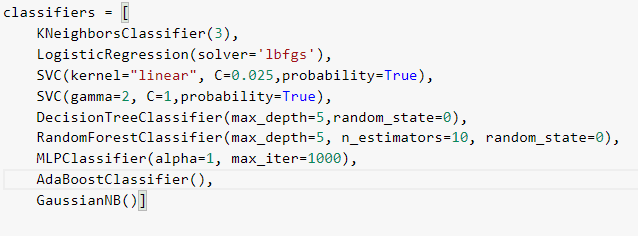 classifiers = [
    KNeighborsClassifier(3),
    LogisticRegression(solver='lbfgs'),
    SVC(kernel="linear", C=0.025,probability=True),
    SVC(gamma=2, C=1,probability=True),
    DecisionTreeClassifier(max_depth=5,random_state=0),
    RandomForestClassifier(max_depth=5, n_estimators=10, random_state=0),
    MLPClassifier(alpha=1, max_iter=1000),
    AdaBoostClassifier(),
    GaussianNB()]